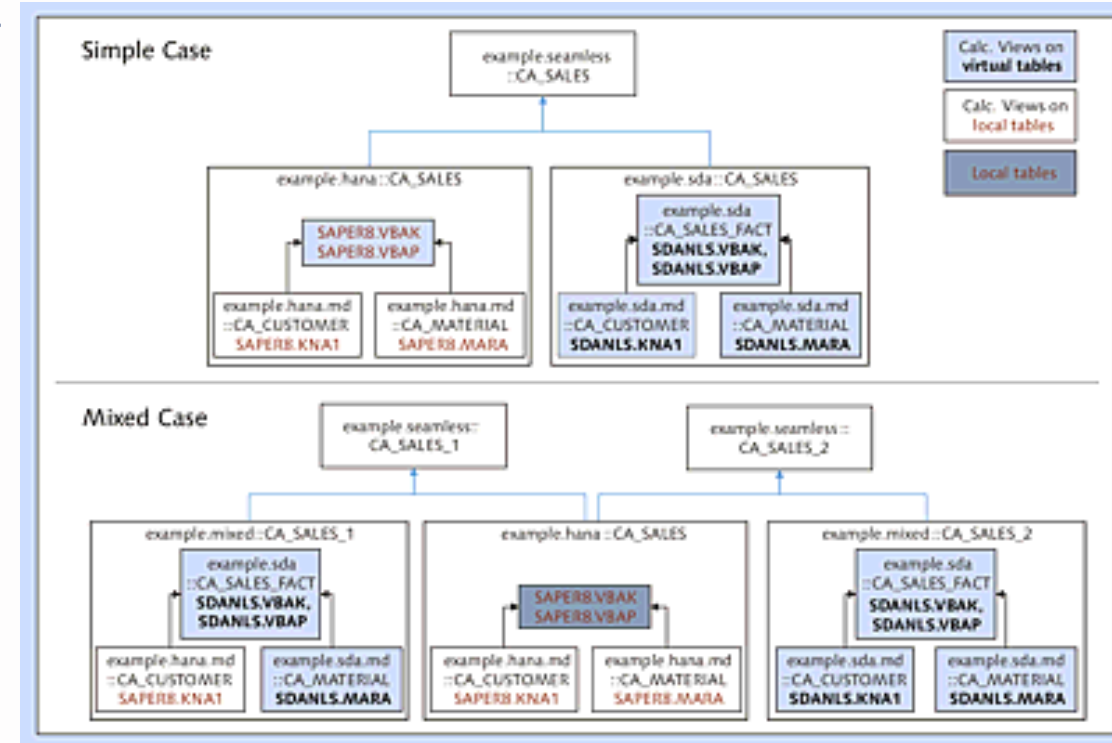 Simple Case
example.seamless
::CA_SALES
Calc. Views on
virtual tables
Calc. Views on
local tables
Local tables
example.hana::CA_SALES
SAPER8.VBAK
SAPER8.VBAP
example.hana.md
::CA_CUSTOMER
SAPER8.KNA1
example.hana.md
::CA_MATERIAL
SAPER8.MARA
example.sda::CA_SALES
example.sda
::CA_SALES_FACT
SDANLS.VBAK,
SDANLS.VBAP
example.sda.md
::CA_CUSTOMER
SDANLS.KNA1
example.sda.md
::CA_MATERIAL
SDANLS.MARA
Mixed Case
example.seamless::
CA_SALES_1
example.seamless::
CA_SALES_2
example.mixed::CA_SALES_1
example.sda
::CA_SALES_FACT
SDANLS.VBAK,
SDANLS.VBAP
example.hana.md
::CA_CUSTOMER
SAPER8.KNA1
example.sda.md
::CA_MATERIAL
SDANLS.MARA
example.hana::CA_SALES
SAPER8.VBAK
SAPER8.VBAP
example.hana.md
::CA_CUSTOMER
SAPER8.KNA1
example.hana.md
::CA_MATERIAL
SAPER8.MARA
example.mixed::CA_SALES_2
example.sda
::CA_SALES_FACT
SDANLS.VBAK,
SDANLS.VBAP
example.sda.md
::CA_CUSTOMER
SDANLS.KNA1
example.sda.md
::CA_MATERIAL
SDANLS.MARA